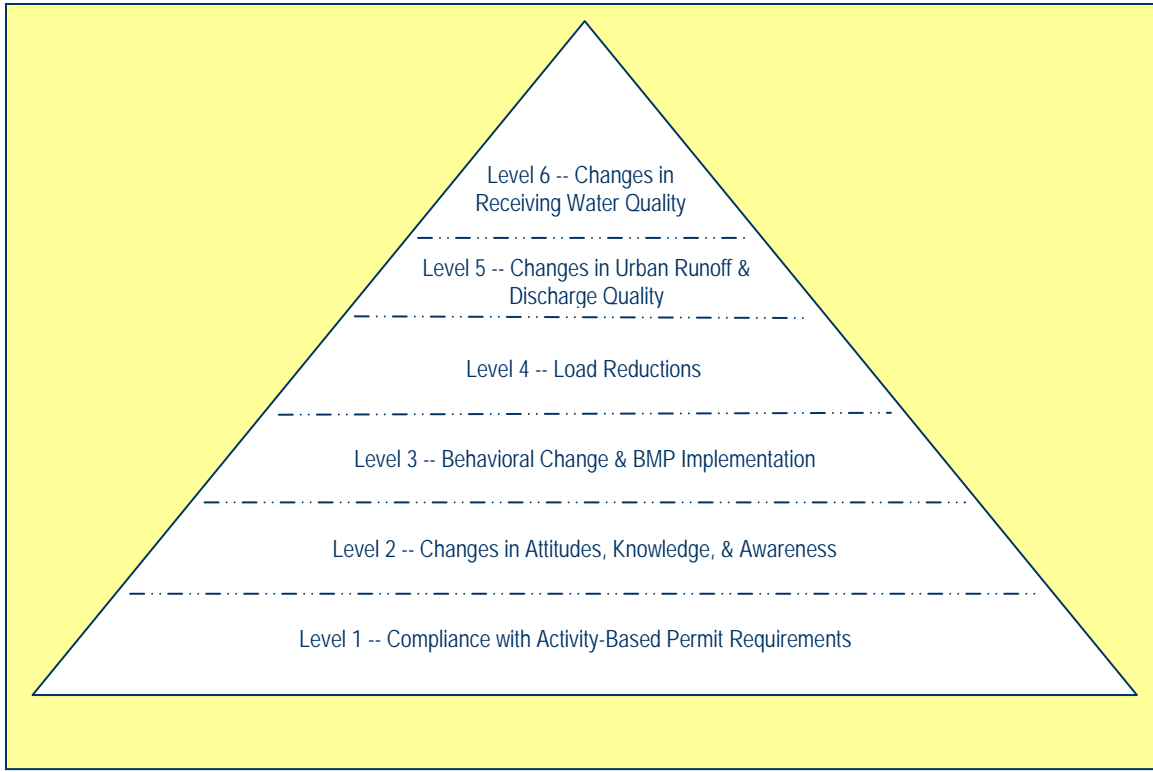 Level 6 -- Changes in
Receiving Water Quality
Level 5 -- Changes in Urban Runoff &
Discharge Quality
Level 4 -- Load Reductions
Level 3 -- Behavioral Change & BMP Implementation
Level 2 -- Changes in Attitudes, Knowledge, & Awareness
Level 1 -- Compliance with Activity-Based Permit Requirements